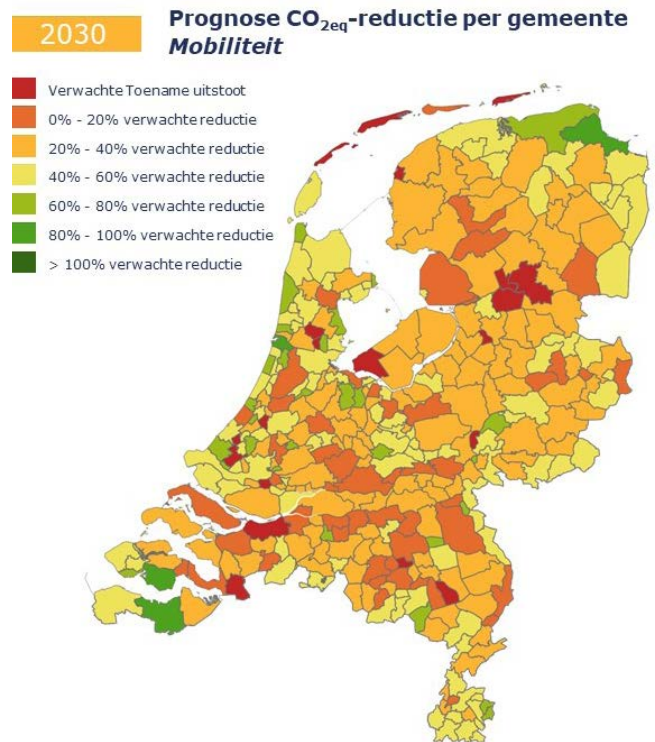 2030
Prognose CO2eq-reductie per gemeente
Mobiliteit
Verwachte Toename uitstoot
0% - 20% verwachte reductie
20% - 40% verwachte reductie
40% - 60% verwachte reductie
60% - 80% verwachte reductie
80% - 100% verwachte reductie
> 100% verwachte reductie